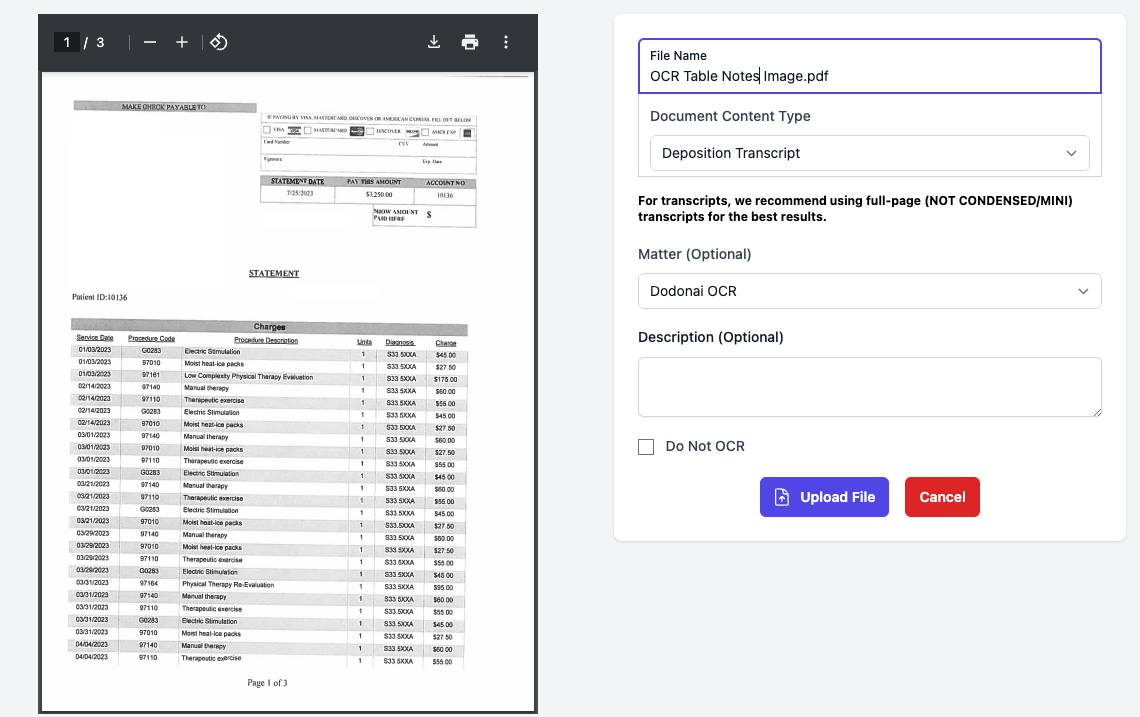 1 / 3
MAKE CHECK PAYABLE TO:
IF PAYING BY VISA, MASTERCARD, DISCOVER OR AMERICAN EXPRESS, FILL OUT BELOW
VISA MASTERCARD DISCOVER AMER EXP
Card Number CVV Amount
Signature Exp. Date
STATEMENT DATE PAY THIS AMOUNT ACCOUNT NO
7/25/2023 $3,250.00 10136
SHOW AMOUNT PAID HERE $
STATEMENT
Patient ID:10136
Charges
Service Date Procedure Code Procedure Description Units Diagnosis Charge
01/03/2023 G0283 Electric Stimulation 1 S33.5XXA $45.00
01/03/2023 97010 Moist heat-ice packs 1 S33.5XXA $27.50
01/03/2023 97161 Low Complexity Physical Therapy Evaluation 1 S33.5XXA $175.00
02/14/2023 97140 Manual therapy 1 S33.5XXA $60.00
02/14/2023 97110 Therapeutic exercise 1 S33.5XXA $55.00
02/14/2023 G0283 Electric Stimulation 1 S33.5XXA $45.00
02/14/2023 97010 Moist heat-ice packs 1 S33.5XXA $27.50
03/01/2023 97140 Manual therapy 1 S33.5XXA $60.00
03/01/2023 97010 Moist heat-ice packs 1 S33.5XXA $27.50
03/01/2023 97110 Therapeutic exercise 1 S33.5XXA $55.00
03/01/2023 G0283 Electric Stimulation 1 S33.5XXA $45.00
03/21/2023 97140 Manual therapy 1 S33.5XXA $60.00
03/21/2023 97110 Therapeutic exercise 1 S33.5XXA $55.00
03/21/2023 G0283 Electric Stimulation 1 S33.5XXA $45.00
03/21/2023 97010 Moist heat-ice packs 1 S33.5XXA $27.50
03/29/2023 97140 Manual therapy 1 S33.5XXA $60.00
03/29/2023 97010 Moist heat-ice packs 1 S33.5XXA $27.50
03/29/2023 97110 Therapeutic exercise 1 S33.5XXA $55.00
03/29/2023 G0283 Electric Stimulation 1 S33.5XXA $45.00
03/31/2023 97164 Physical Therapy Re-Evaluation 1 S33.5XXA $95.00
03/31/2023 97140 Manual therapy 1 S33.5XXA $60.00
03/31/2023 97110 Therapeutic exercise 1 S33.5XXA $55.00
03/31/2023 G0283 Electric Stimulation 1 S33.5XXA $45.00
03/31/2023 97010 Moist heat-ice packs 1 S33.5XXA $27.50
04/04/2023 97140 Manual therapy 1 S33.5XXA $60.00
04/04/2023 97110 Therapeutic exercise 1 S33.5XXA $55.00
Page 1 of 3
File Name
OCR Table Notes Image.pdf
Document Content Type
Deposition Transcript
For transcripts, we recommend using full-page (NOT CONDENSED/MINI)
transcripts for the best results.
Matter (Optional)
Dodonai OCR
Description (Optional)
Do Not OCR
Upload File Cancel